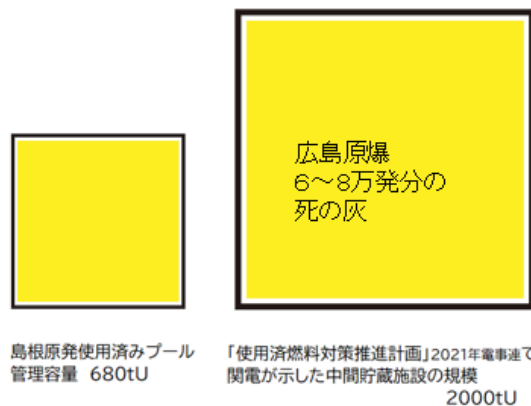 広島原爆
6~8万発分の
死の灰
島根原発使用済みプール
管理容量 680tU
「使用済燃料対策推進計画」2021年電事連で
関電が示した中間貯蔵施設の規模
2000tU